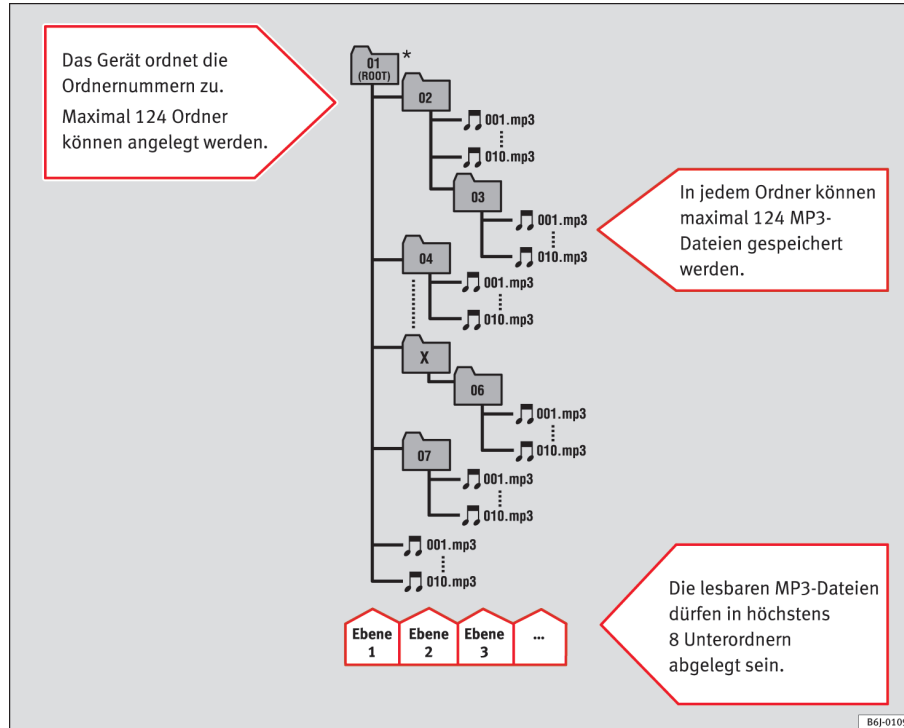 Das Gerät ordnet die
Ordnernummern zu.
Maximal 124 Ordner
können angelegt werden.
01
(ROOT)
*
02
001.mp3
010.mp3
03
001.mp3
010.mp3
In jedem Ordner können
maximal 124 MP3-
Dateien gespeichert
werden.
04
001.mp3
010.mp3
X
06
001.mp3
010.mp3
07
001.mp3
010.mp3
001.mp3
010.mp3
Ebene
1
Ebene
2
Ebene
3
...
Die lesbaren MP3-Dateien
dürfen in höchstens
8 Unterordnern
abgelegt sein.
B6J-0109